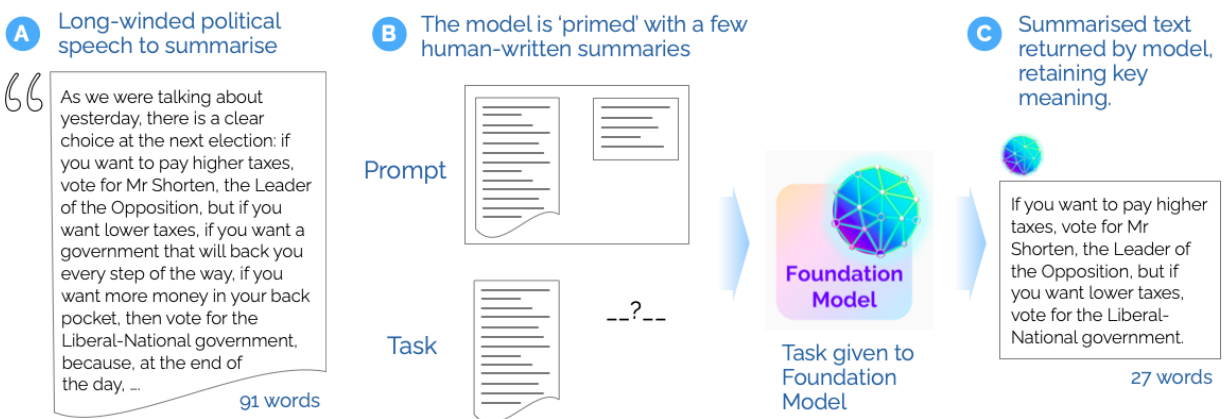 A
Long-winded political
speech to summarise
“
As we were talking about
yesterday, there is a clear
choice at the next election: if
you want to pay higher taxes,
vote for Mr Shorten, the Leader
of the Opposition, but if you
want lower taxes, if you want a
government that will back you
every step of the way, if you
want more money in your back
pocket, then vote for the
Liberal-National government,
because, at the end of
the day, ...
91 words
B
The model is ‘primed’ with a few
human-written summaries
Prompt
Task
__?__
Foundation
Model
Task given to
Foundation
Model
C
Summarised text
returned by model,
retaining key
meaning.
If you want to pay higher
taxes, vote for Mr
Shorten, the Leader of
the Opposition, but if
you want lower taxes,
vote for the Liberal-
National government.
27 words